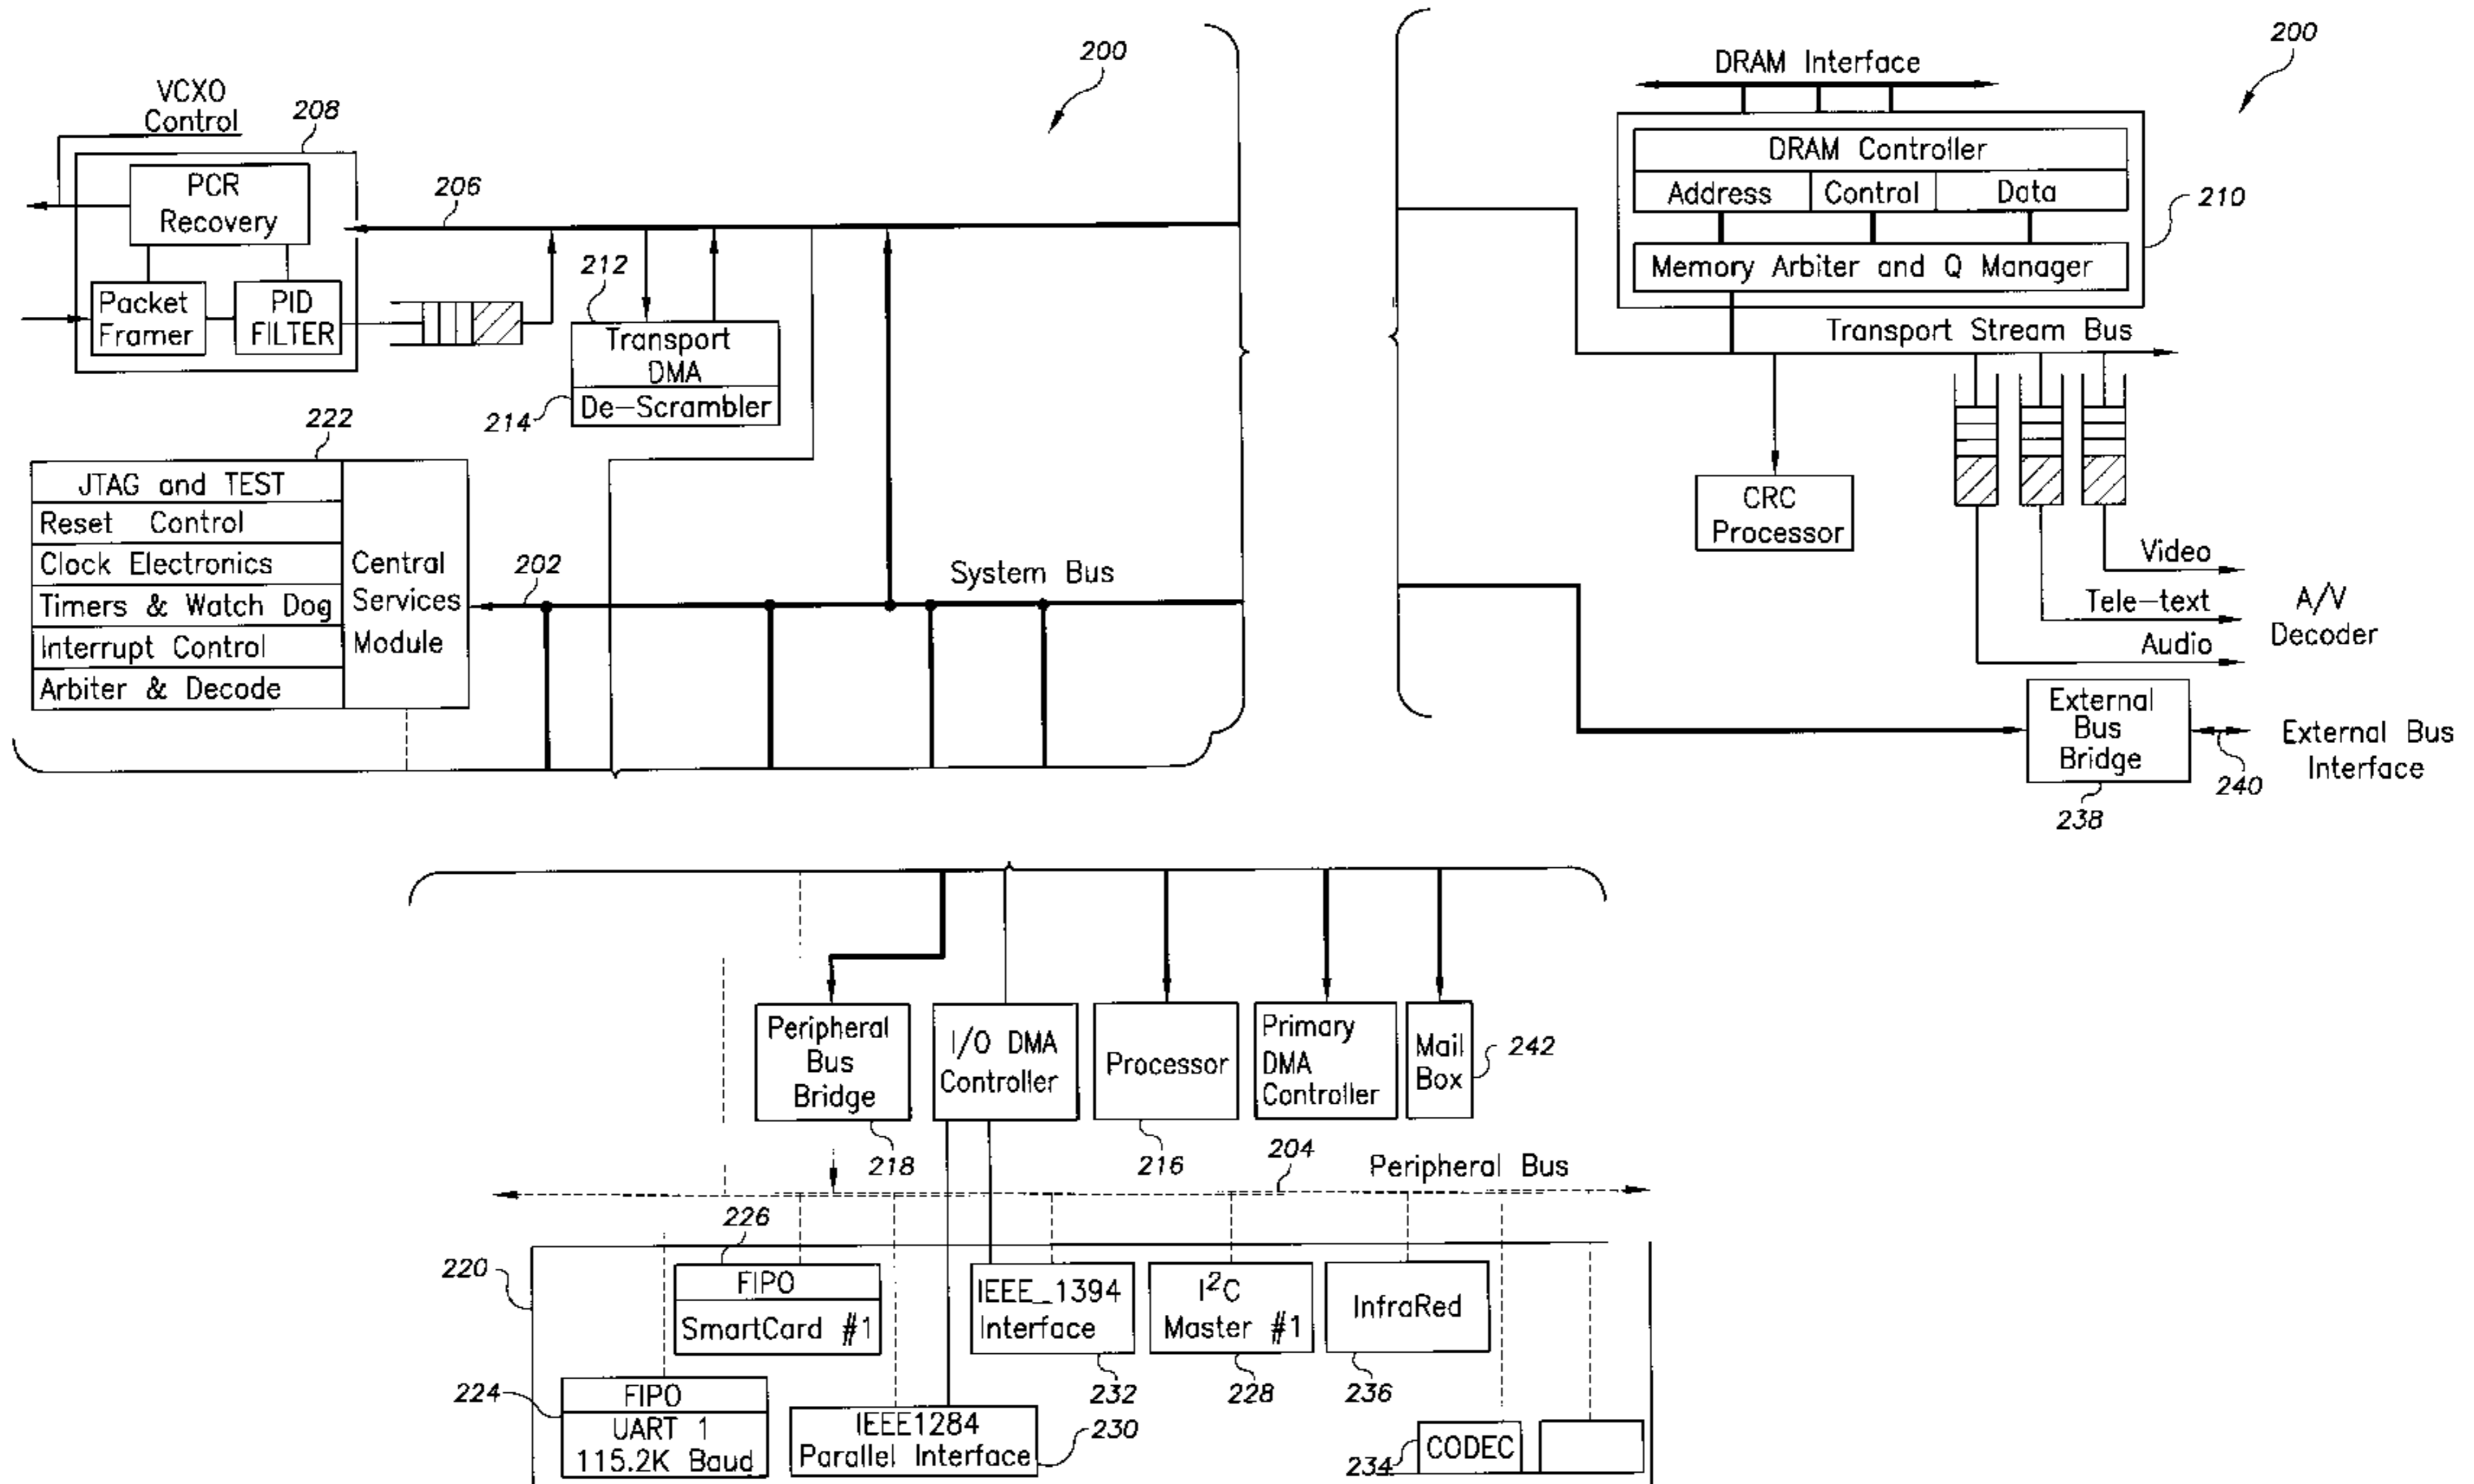 200
VCXO
Control
208
PCR
Recovery
206
Packet
Framer
PID
FILTER
212
Transport
DMA
De-Scrambler
214
222
JTAG and TEST
Reset Control
Clock Electronics
Timers & Watch Dog
Interrupt Control
Arbiter & Decode
Central
Services
Module
202
System Bus
200
DRAM Interface
DRAM Controller
Address
Control
Data
210
Memory Arbiter and Q Manager
Transport Stream Bus
CRC
Processor
Video
Tele-text
Audio
A/V
Decoder
External
Bus
Bridge
External Bus
Interface
240
238
Peripheral
Bus
Bridge
I/O DMA
Controller
Processor
Primary
DMA
Controller
Mail
Box
242
218
216
204
Peripheral Bus
226
220
FIPO
SmartCard #1
IEEE_1394
Interface
I²C
Master #1
InfraRed
232
228
236
224
FIPO
UART 1
115.2K Baud
IEEE1284
Parallel Interface
230
234
CODEC